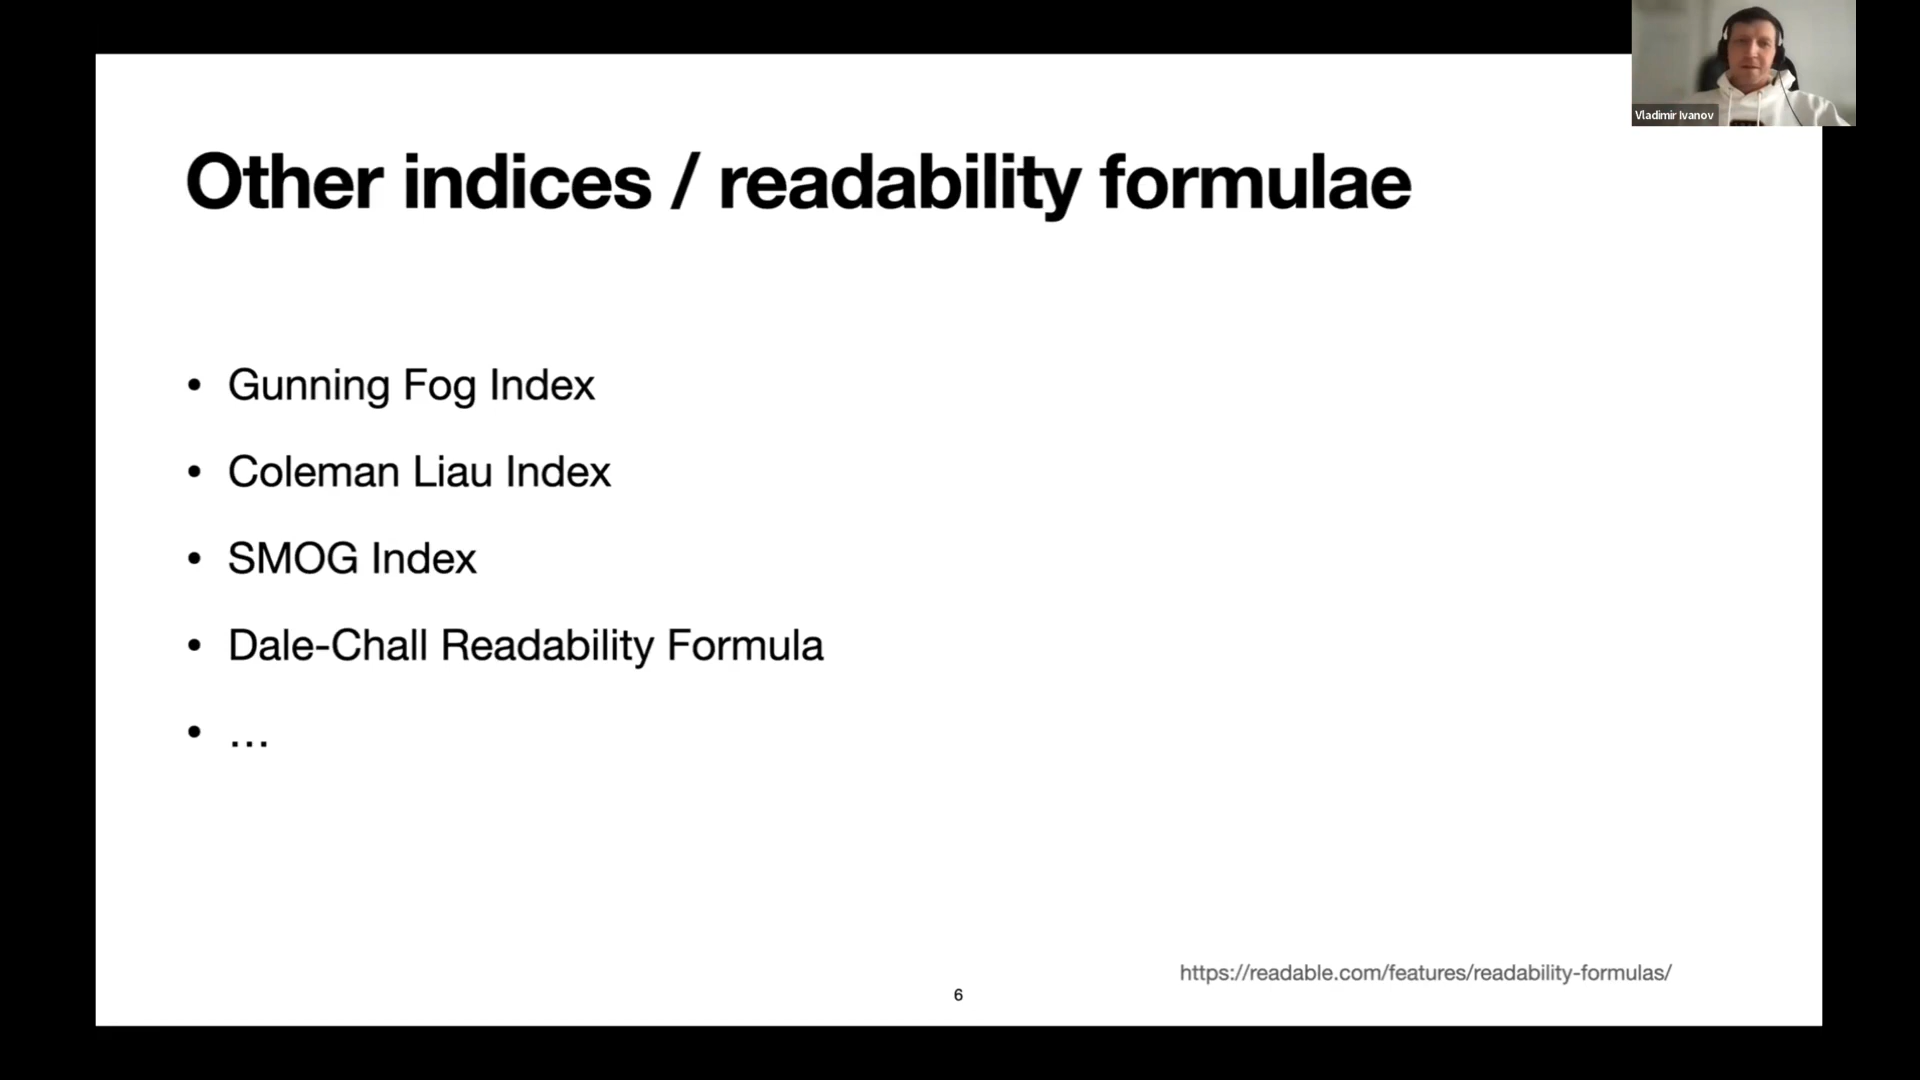 Vladimir Ivanov
Other indices / readability formulae
• Gunning Fog Index
• Coleman Liau Index
• SMOG Index
• Dale-Chall Readability Formula
• …
https://readable.com/features/readability-formulas/
6